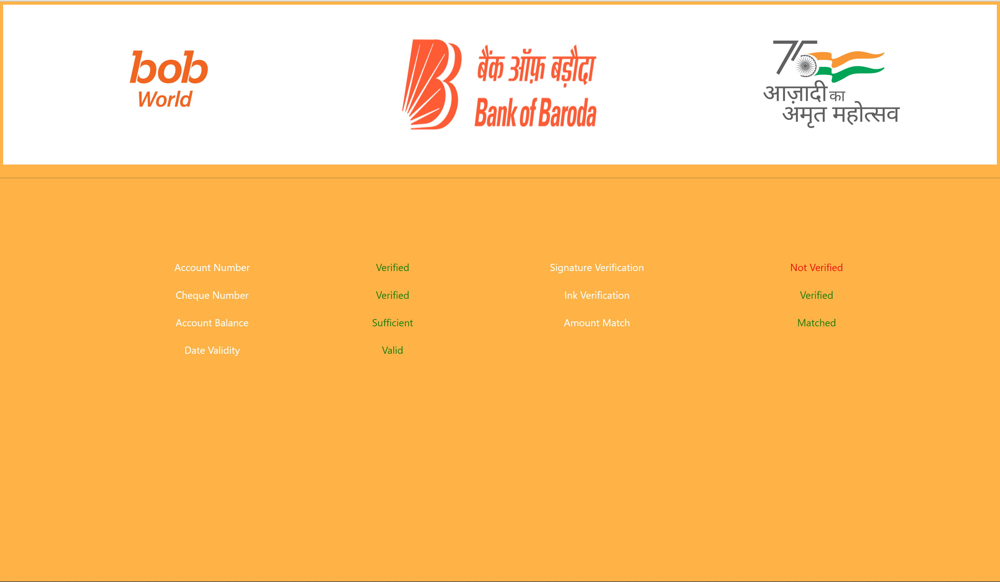 bob
World
बैंक ऑफ़ बड़ौदा
Bank of Baroda
75
आज़ादी का
अमृत महोत्सव
Account Number Verified Signature Verification Not Verified
Cheque Number Verified Ink Verification Verified
Account Balance Sufficient Amount Match Matched
Date Validity Valid